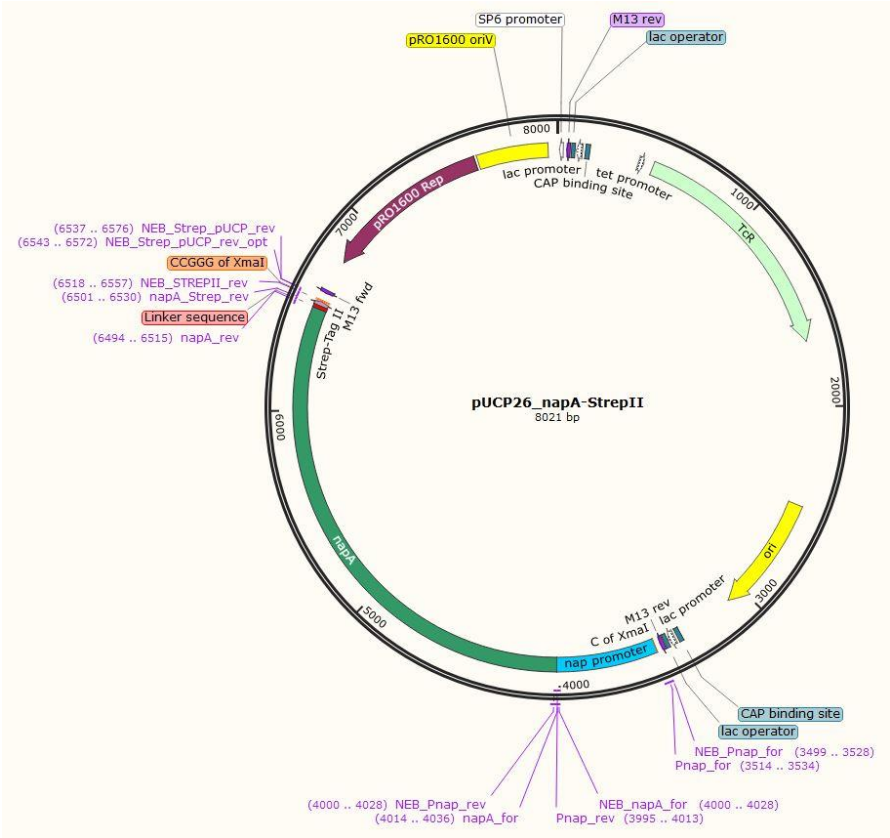 SP6 promoter
M13 rev
pRO1600 oriV
lac operator
8000
lac promoter
CAP binding site
tet promoter
1000
TcR
pRO1600 Rep
7000
(6537 .. 6576) NEB_Strep_pUCP_rev
(6543 .. 6572) NEB_Strep_pUCP_rev_opt
CCGGG of XmaI
(6518 .. 6557) NEB_STREPII_rev
(6501 .. 6530) napA_Strep_rev
Linker sequence
(6494 .. 6515) napA_rev
M13 fwd
Strep-Tag II
2000
pUCP26_napA-StrepII
8021 bp
6000
napA
ori
3000
5000
M13 rev
lac promoter
C of XmaI
nap promoter
4000
CAP binding site
lac operator
NEB_Pnap_for (3499 .. 3528)
Pnap_for (3514 .. 3534)
(4000 .. 4028) NEB_Pnap_rev
NEB_napA_for (4000 .. 4028)
(4014 .. 4036) napA_for
Pnap_rev (3995 .. 4013)